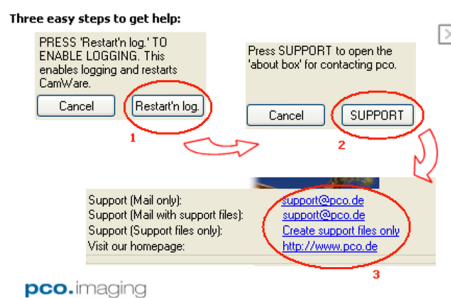 Three easy steps to get help:
PRESS 'Restart'n log.' TO
ENABLE LOGGING. This
enables logging and restarts
CamWare.
Cancel
Restart'n log.
1
Press SUPPORT to open the
'about box' for contacting pco.
Cancel
SUPPORT
2
Support (Mail only): support@pco.de
Support (Mail with support files): support@pco.de
Support (Support files only): Create support files only
Visit our homepage: http://www.pco.de
3
pco.imaging